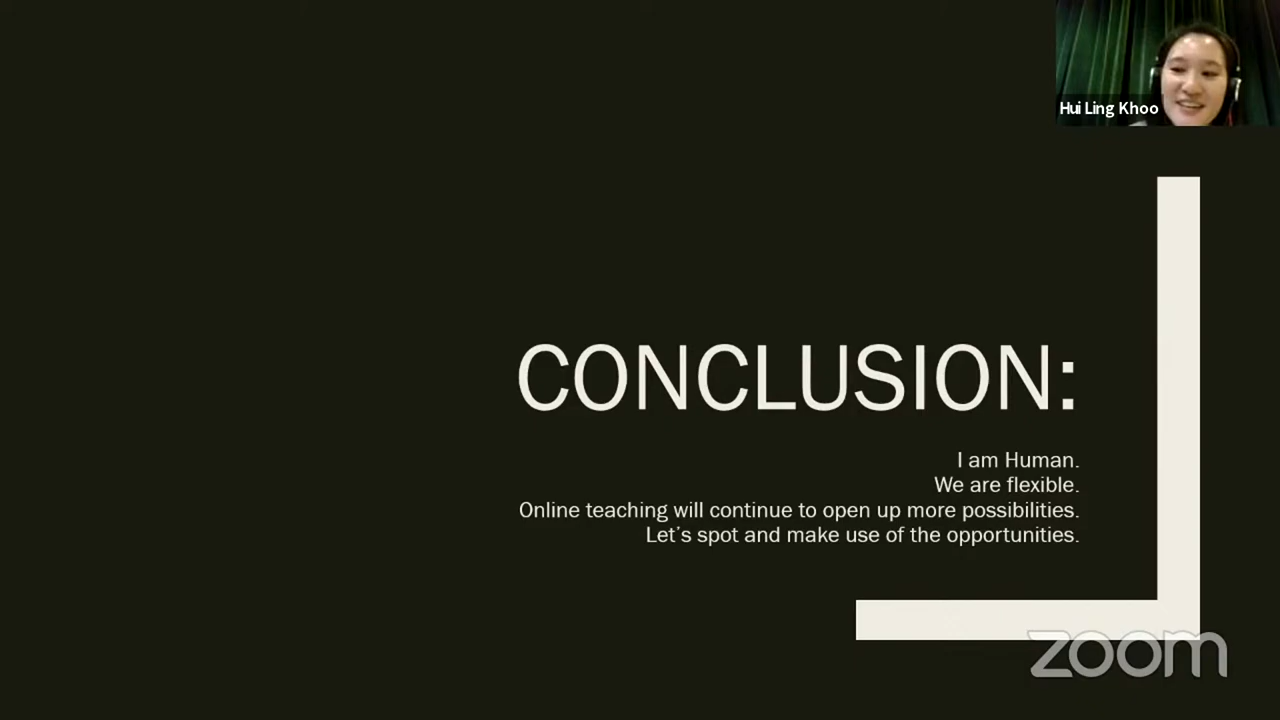 Hui Ling Khoo
CONCLUSION:
I am Human.
We are flexible.
Online teaching will continue to open up more possibilities.
Let’s spot and make use of the opportunities.
zoom